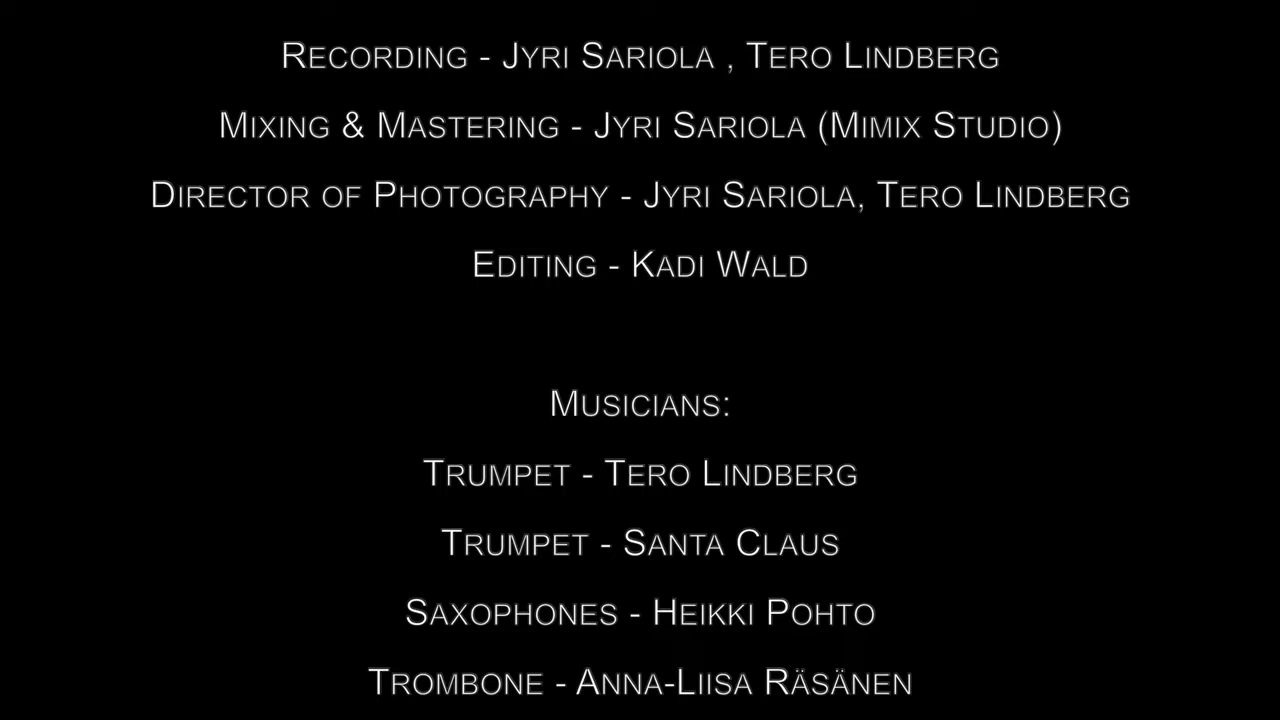 Recording - Jyri Sariola , Tero Lindberg
Mixing & Mastering - Jyri Sariola (Mimix Studio)
Director of Photography - Jyri Sariola, Tero Lindberg
Editing - Kadi Wald
Musicians:
Trumpet - Tero Lindberg
Trumpet - Santa Claus
Saxophones - Heikki Pohto
Trombone - Anna-Liisa Räsänen